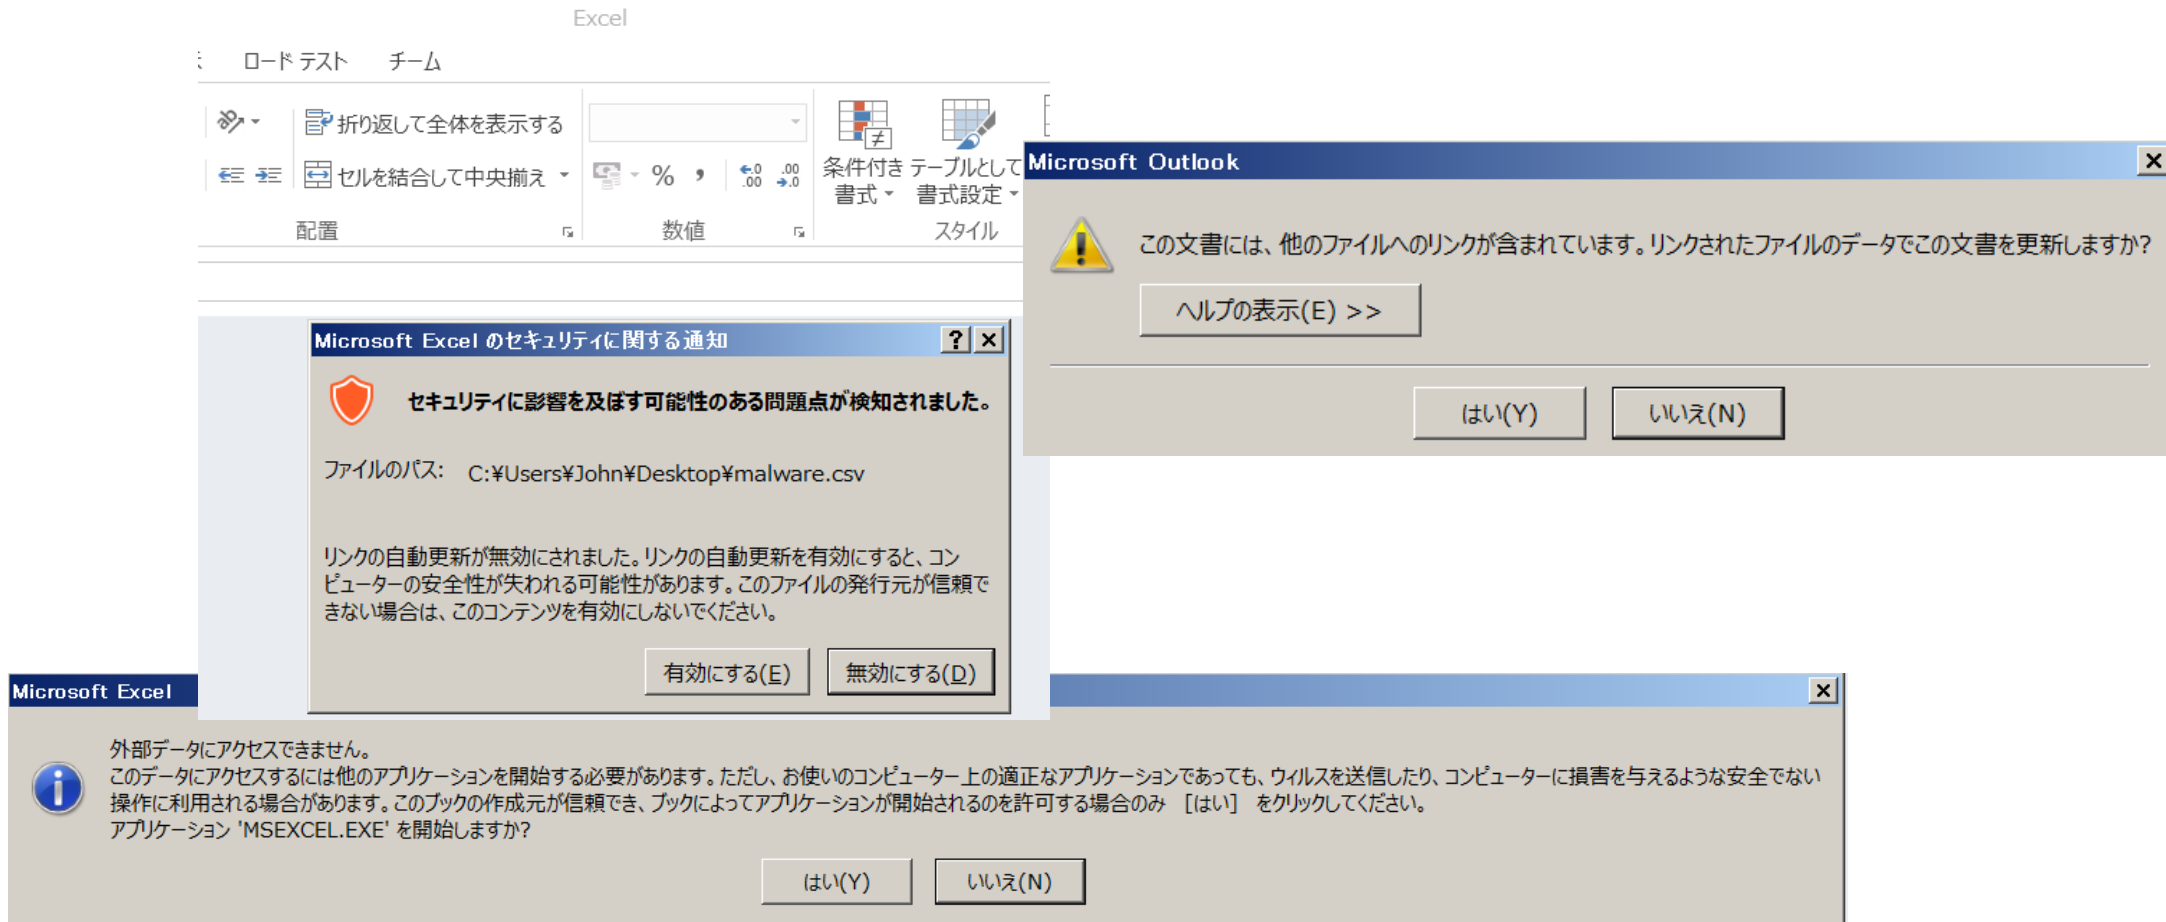 Excel
ロード テスト チーム
折り返して全体を表示する
セルを結合して中央揃え
% , ←.0 .00 .00 →.0
条件付き書式
テーブルとして書式設定
配置 数値 スタイル
Microsoft Outlook
この文書には、他のファイルへのリンクが含まれています。リンクされたファイルのデータでこの文書を更新しますか?
ヘルプの表示(E) >>
はい(Y) いいえ(N)
Microsoft Excel のセキュリティに関する通知
セキュリティに影響を及ぼす可能性のある問題点が検知されました。
ファイルのパス: C:¥Users¥John¥Desktop¥malware.csv
リンクの自動更新が無効にされました。リンクの自動更新を有効にすると、コン
ピューターの安全性が失われる可能性があります。このファイルの発行元が信頼で
きない場合は、このコンテンツを有効にしないでください。
有効にする(E) 無効にする(D)
Microsoft Excel
外部データにアクセスできません。
このデータにアクセスするには他のアプリケーションを開始する必要があります。ただし、お使いのコンピューター上の適正なアプリケーションであっても、ウィルスを送信したり、コンピューターに損害を与えるような安全でない
操作に利用される場合があります。このブックの作成元が信頼でき、ブックによってアプリケーションが開始されるのを許可する場合のみ [はい] をクリックしてください。
アプリケーション 'MSEXCEL.EXE' を開始しますか?
はい(Y) いいえ(N)